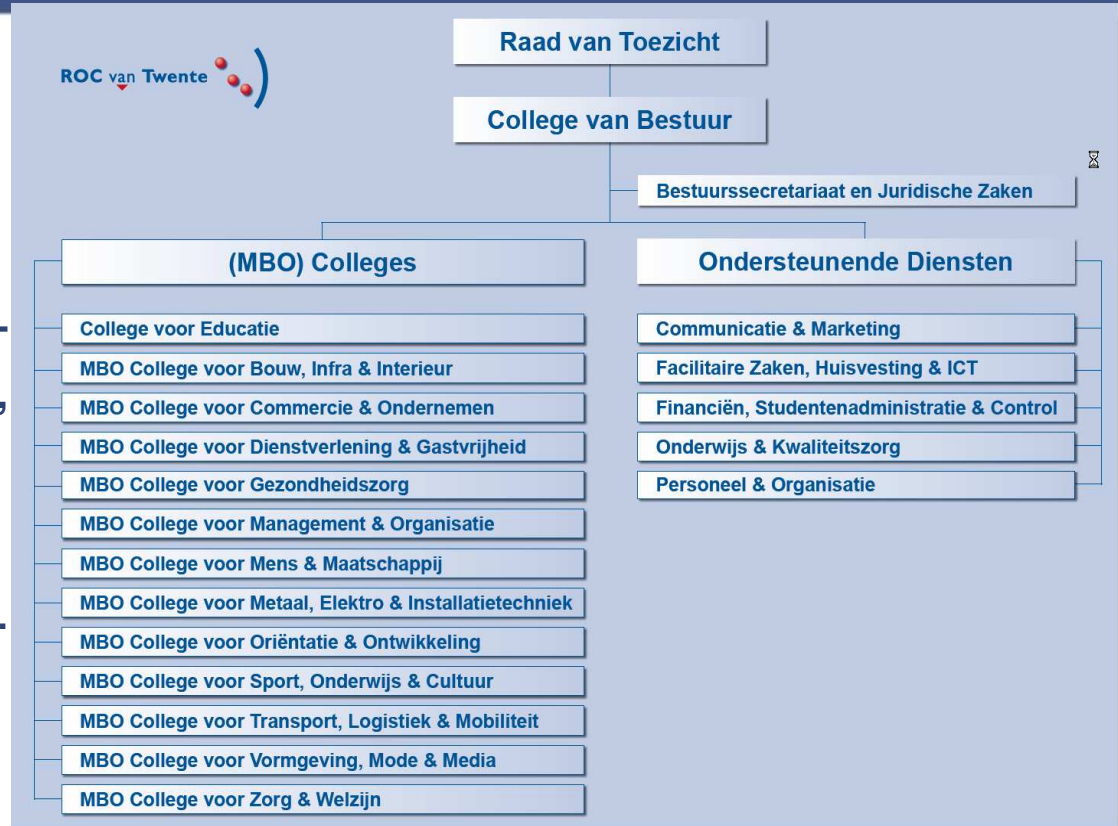 ROC van Twente
Raad van Toezicht
College van Bestuur
Bestuurssecretariaat en Juridische Zaken
(MBO) Colleges
College voor Educatie
MBO College voor Bouw, Infra & Interieur
MBO College voor Commercie & Ondernemen
MBO College voor Dienstverlening & Gastvrijheid
MBO College voor Gezondheidszorg
MBO College voor Management & Organisatie
MBO College voor Mens & Maatschappij
MBO College voor Metaal, Elektro & Installatietechniek
MBO College voor Oriëntatie & Ontwikkeling
MBO College voor Sport, Onderwijs & Cultuur
MBO College voor Transport, Logistiek & Mobiliteit
MBO College voor Vormgeving, Mode & Media
MBO College voor Zorg & Welzijn
Ondersteunende Diensten
Communicatie & Marketing
Facilitaire Zaken, Huisvesting & ICT
Financiën, Studentenadministratie & Control
Onderwijs & Kwaliteitszorg
Personeel & Organisatie